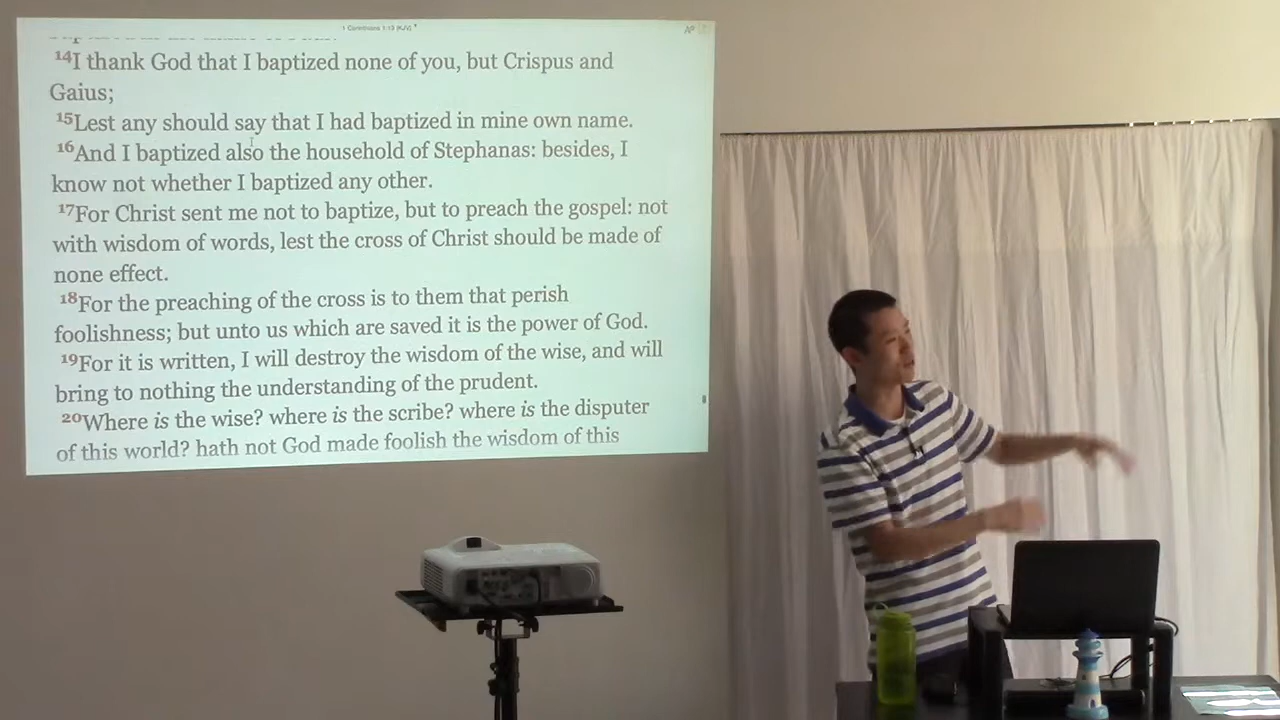 1 Corinthians 1:13 (KJV)
14I thank God that I baptized none of you, but Crispus and
Gaius;
15Lest any should say that I had baptized in mine own name.
16And I baptized also the household of Stephanas: besides, I
know not whether I baptized any other.
17For Christ sent me not to baptize, but to preach the gospel: not
with wisdom of words, lest the cross of Christ should be made of
none effect.
18For the preaching of the cross is to them that perish
foolishness; but unto us which are saved it is the power of God.
19For it is written, I will destroy the wisdom of the wise, and will
bring to nothing the understanding of the prudent.
20Where is the wise? where is the scribe? where is the disputer
of this world? hath not God made foolish the wisdom of this